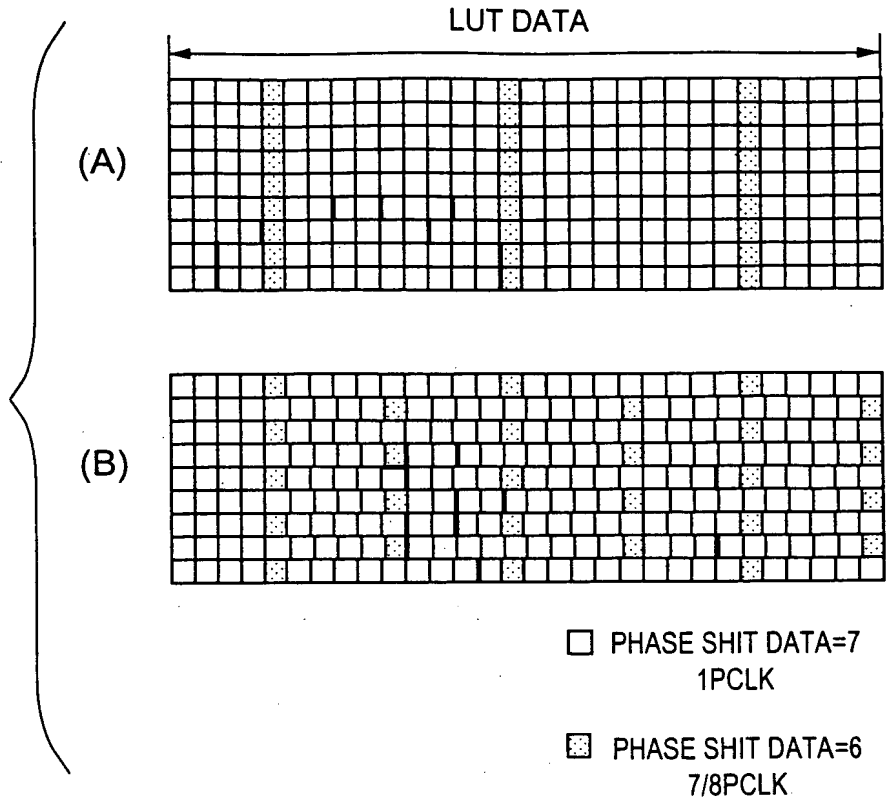 LUT DATA
(A)
(B)
PHASE SHIT DATA=7
1PCLK
PHASE SHIT DATA=6
7/8PCLK